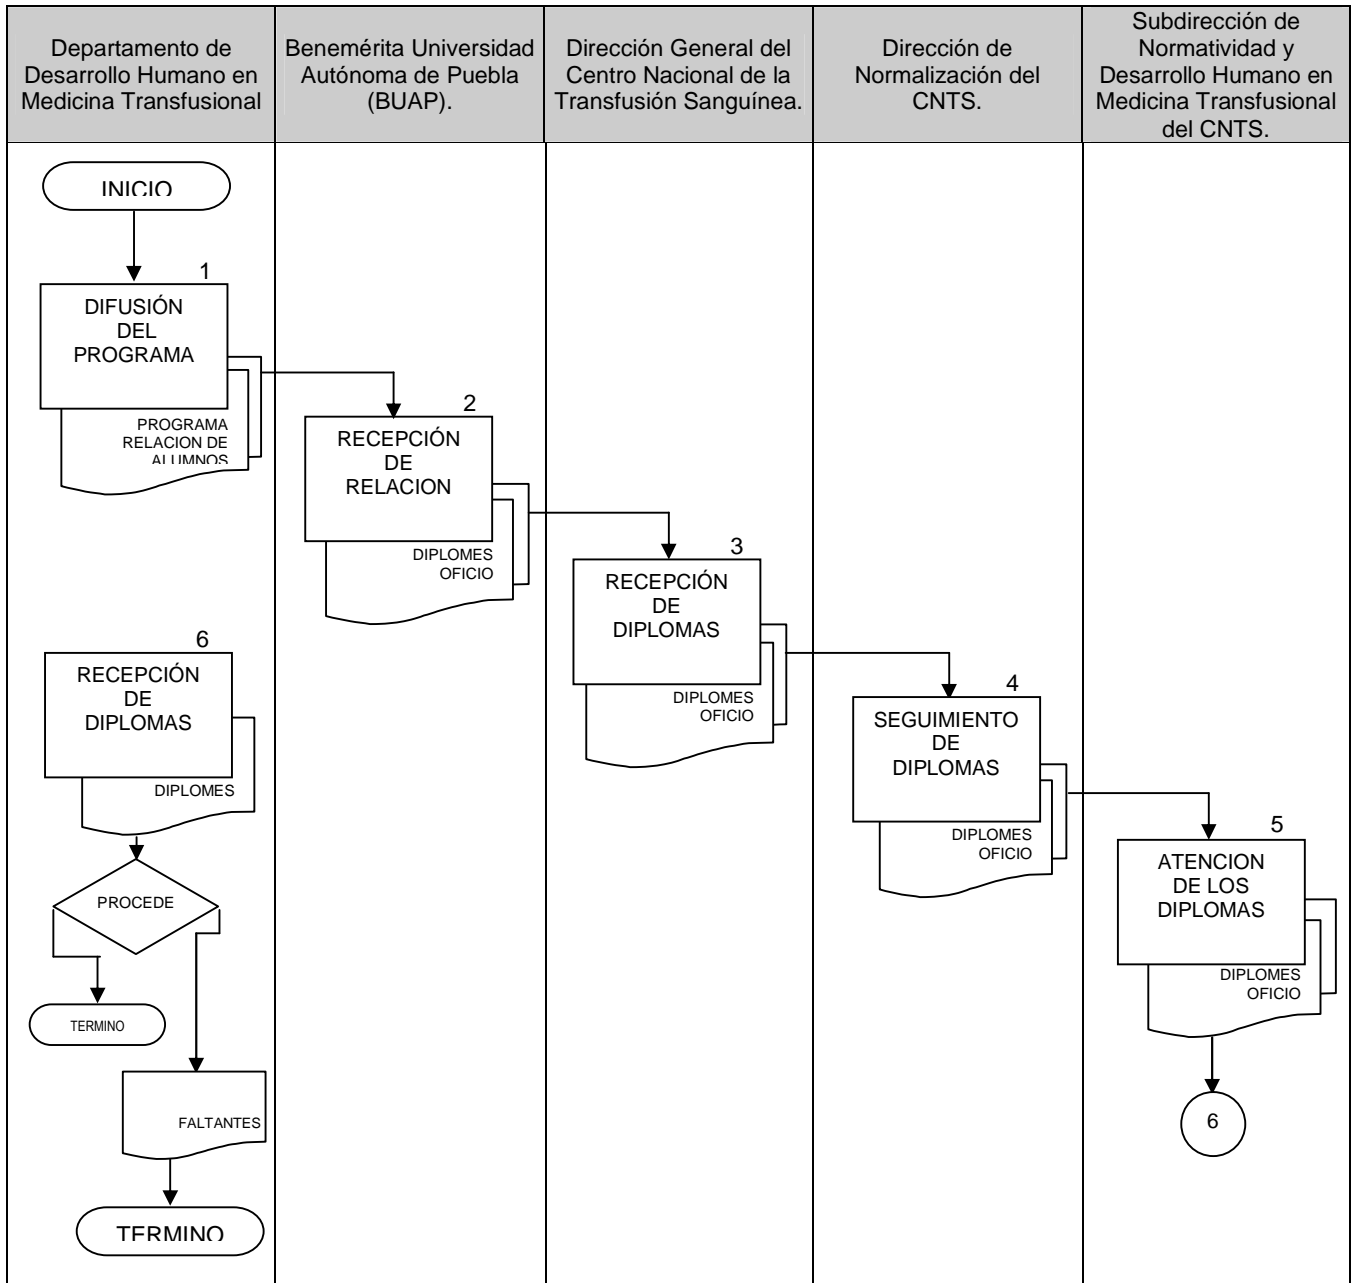 Departamento de
Desarrollo Humano en
Medicina Transfusional
Benemérita Universidad
Autónoma de Puebla
(BUAP).
Dirección General del
Centro Nacional de la
Transfusión Sanguínea.
Dirección de
Normalización del
CNTS.
Subdirección de
Normatividad y
Desarrollo Humano en
Medicina Transfusional
del CNTS.
INICIO
1
DIFUSIÓN
DEL
PROGRAMA
PROGRAMA
RELACION DE
ALUMNOS
2
RECEPCIÓN
DE
RELACION
DIPLOMES
OFICIO
3
RECEPCIÓN
DE
DIPLOMAS
DIPLOMES
OFICIO
4
SEGUIMIENTO
DE
DIPLOMAS
DIPLOMES
OFICIO
5
ATENCION
DE LOS
DIPLOMAS
DIPLOMES
OFICIO
6
6
RECEPCIÓN
DE
DIPLOMAS
DIPLOMES
PROCEDE
TERMINO
FALTANTES
TERMINO